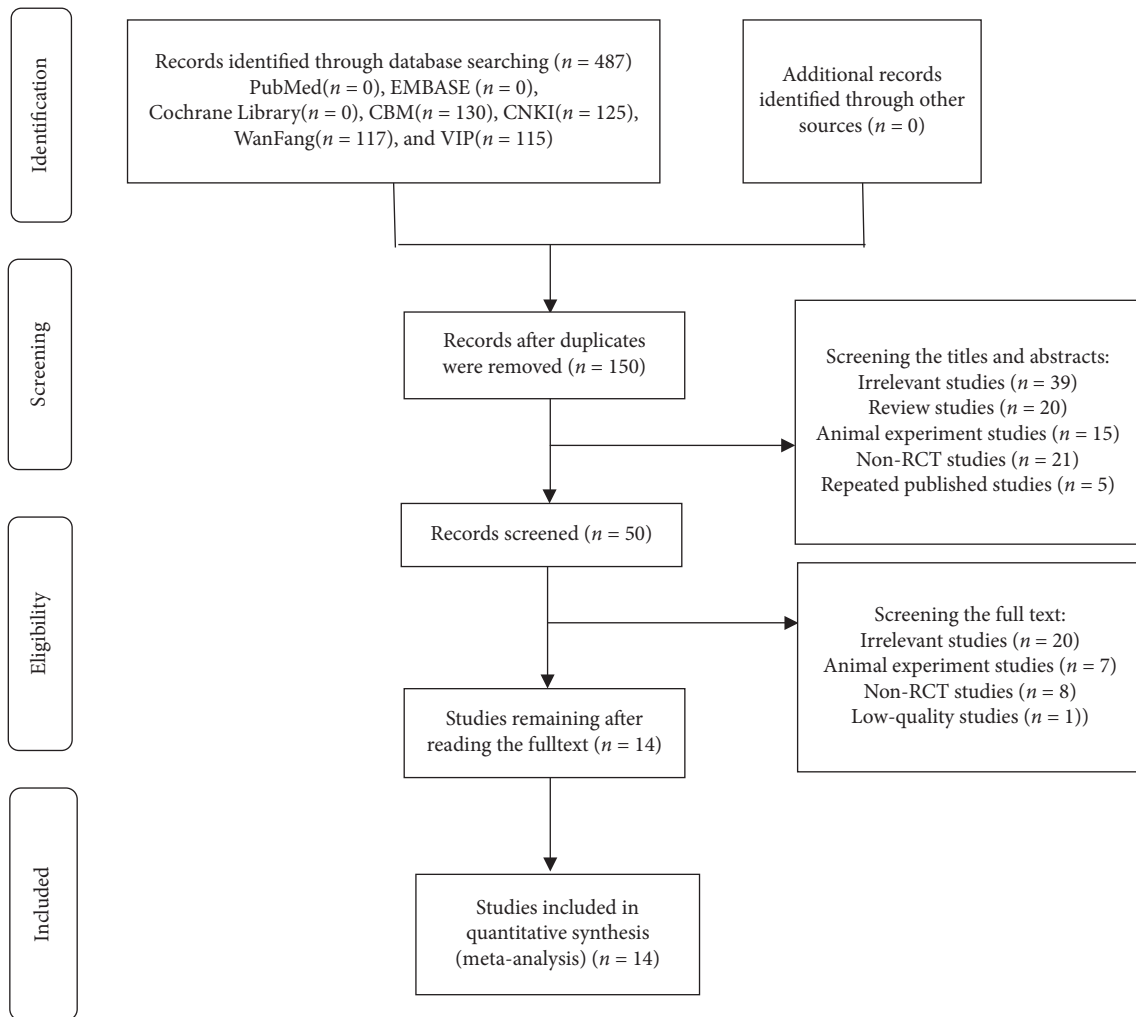 Identification
Records identified through database searching (n = 487)
PubMed(n = 0), EMBASE (n = 0),
Cochrane Library(n = 0), CBM(n = 130), CNKI(n = 125),
WanFang(n = 117), and VIP(n = 115)
Additional records
identified through other
sources (n = 0)
Screening
Records after duplicates
were removed (n = 150)
Screening the titles and abstracts:
Irrelevant studies (n = 39)
Review studies (n = 20)
Animal experiment studies (n = 15)
Non-RCT studies (n = 21)
Repeated published studies (n = 5)
Records screened (n = 50)
Eligibility
Screening the full text:
Irrelevant studies (n = 20)
Animal experiment studies (n = 7)
Non-RCT studies (n = 8)
Low-quality studies (n = 1))
Studies remaining after
reading the fulltext (n = 14)
Included
Studies included in
quantitative synthesis
(meta-analysis) (n = 14)